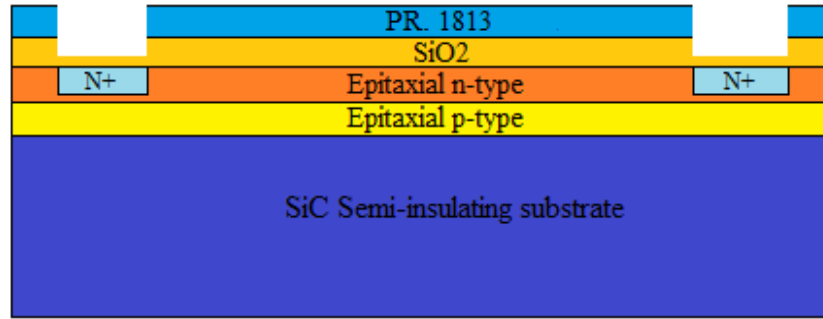 PR. 1813
SiO2
N+
Epitaxial n-type
N+
Epitaxial p-type
SiC Semi-insulating substrate